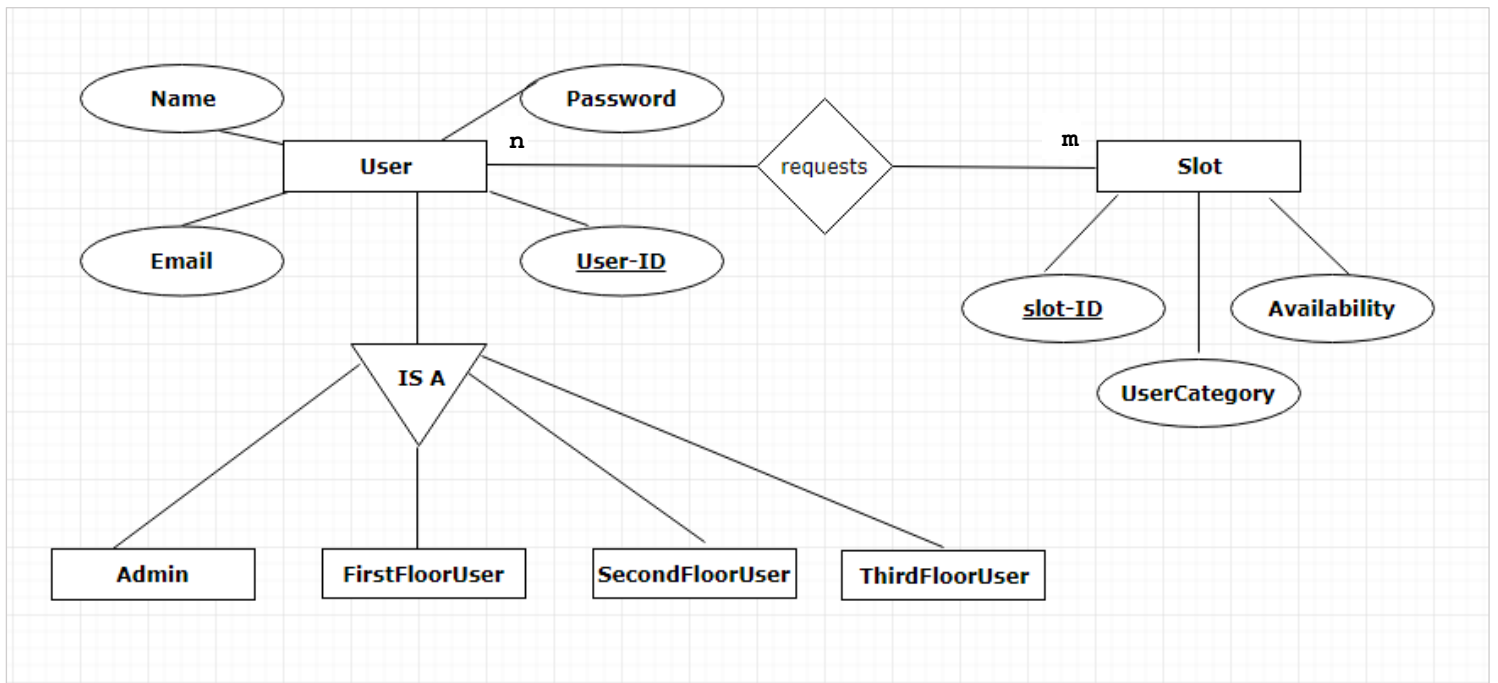 Name
Password
n
m
User
requests
Slot
Email
User-ID
slot-ID
Availability
IS A
UserCategory
Admin
FirstFloorUser
SecondFloorUser
ThirdFloorUser